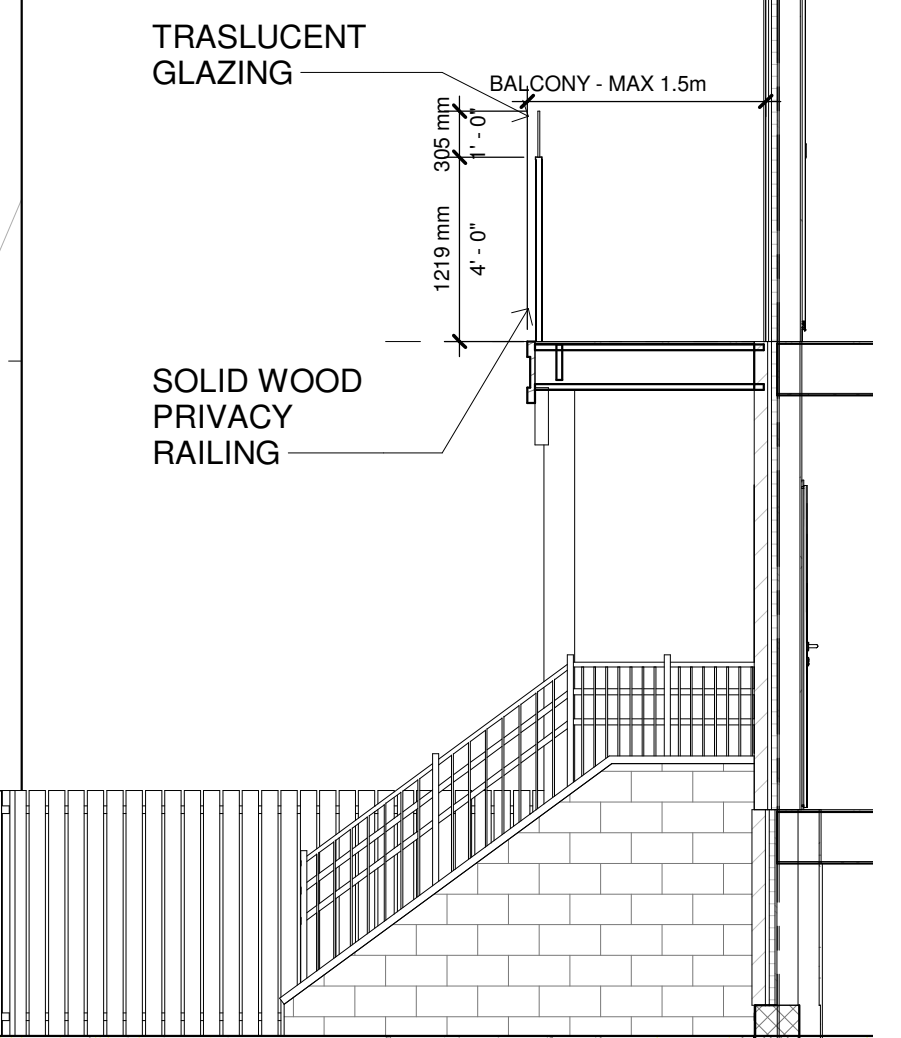 TRASLUCENT
GLAZING
BALCONY - MAX 1.5m
305 mm
1' - 0"
1219 mm
4' - 0"
SOLID WOOD
PRIVACY
RAILING